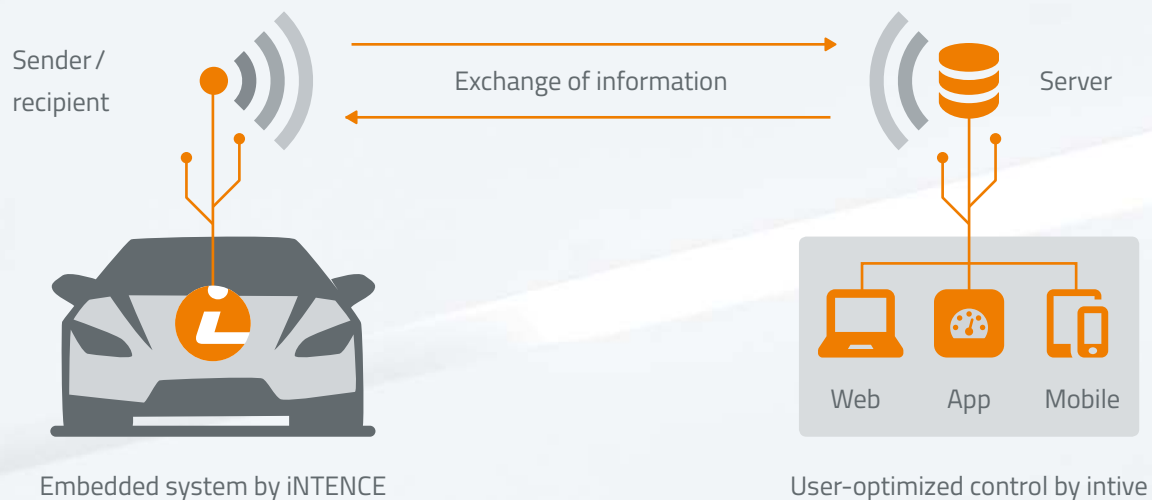 Sender /
recipient
Exchange of information
Server
Web
App
Mobile
Embedded system by iNTENCE
User-optimized control by intive